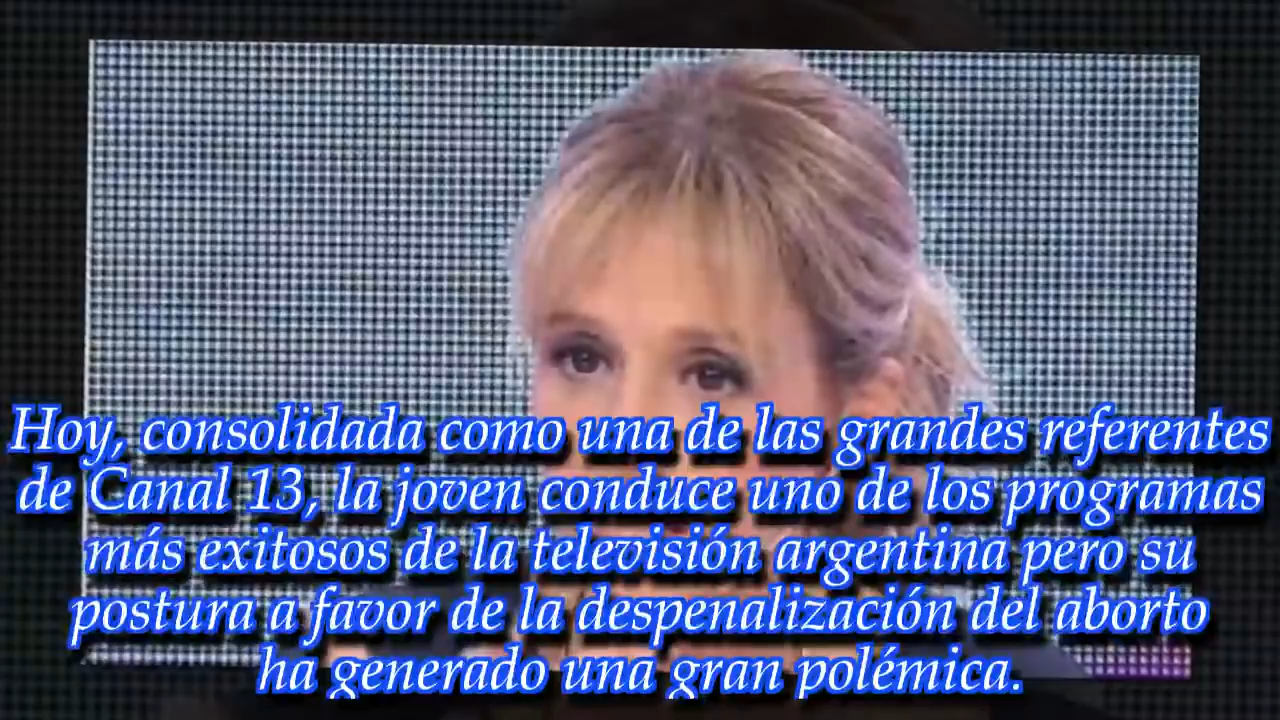 Hoy, consolidada como una de las grandes referentes
de Canal 13, la joven conduce uno de los programas
más exitosos de la televisión argentina pero su
postura a favor de la despenalización del aborto
ha generado una gran polémica.